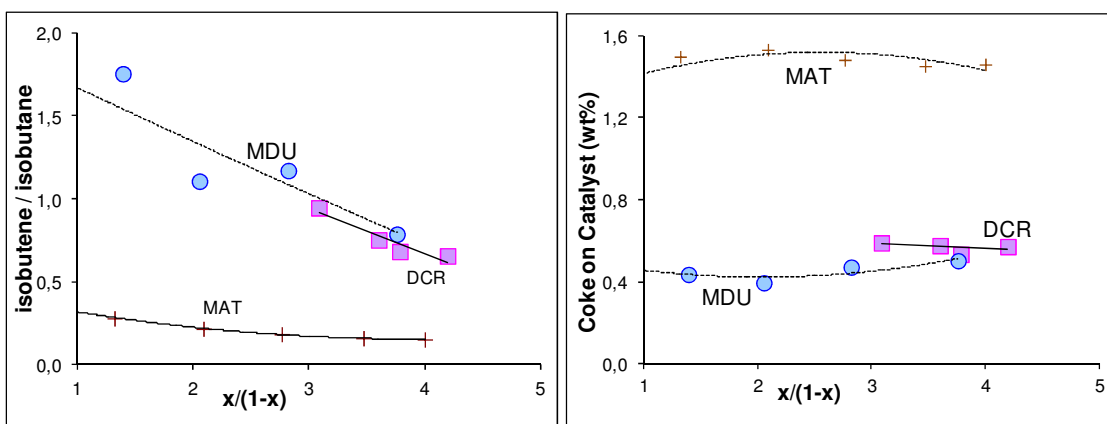 isobutene / isobutane
2,0
1,5
1,0
0,5
0,0
MDU
DCR
MAT
1 2 3 4 5
x/(1-x)
Coke on Catalyst (wt%)
1,6
1,2
0,8
0,4
0,0
MAT
DCR
MDU
1 2 3 4 5
x/(1-x)